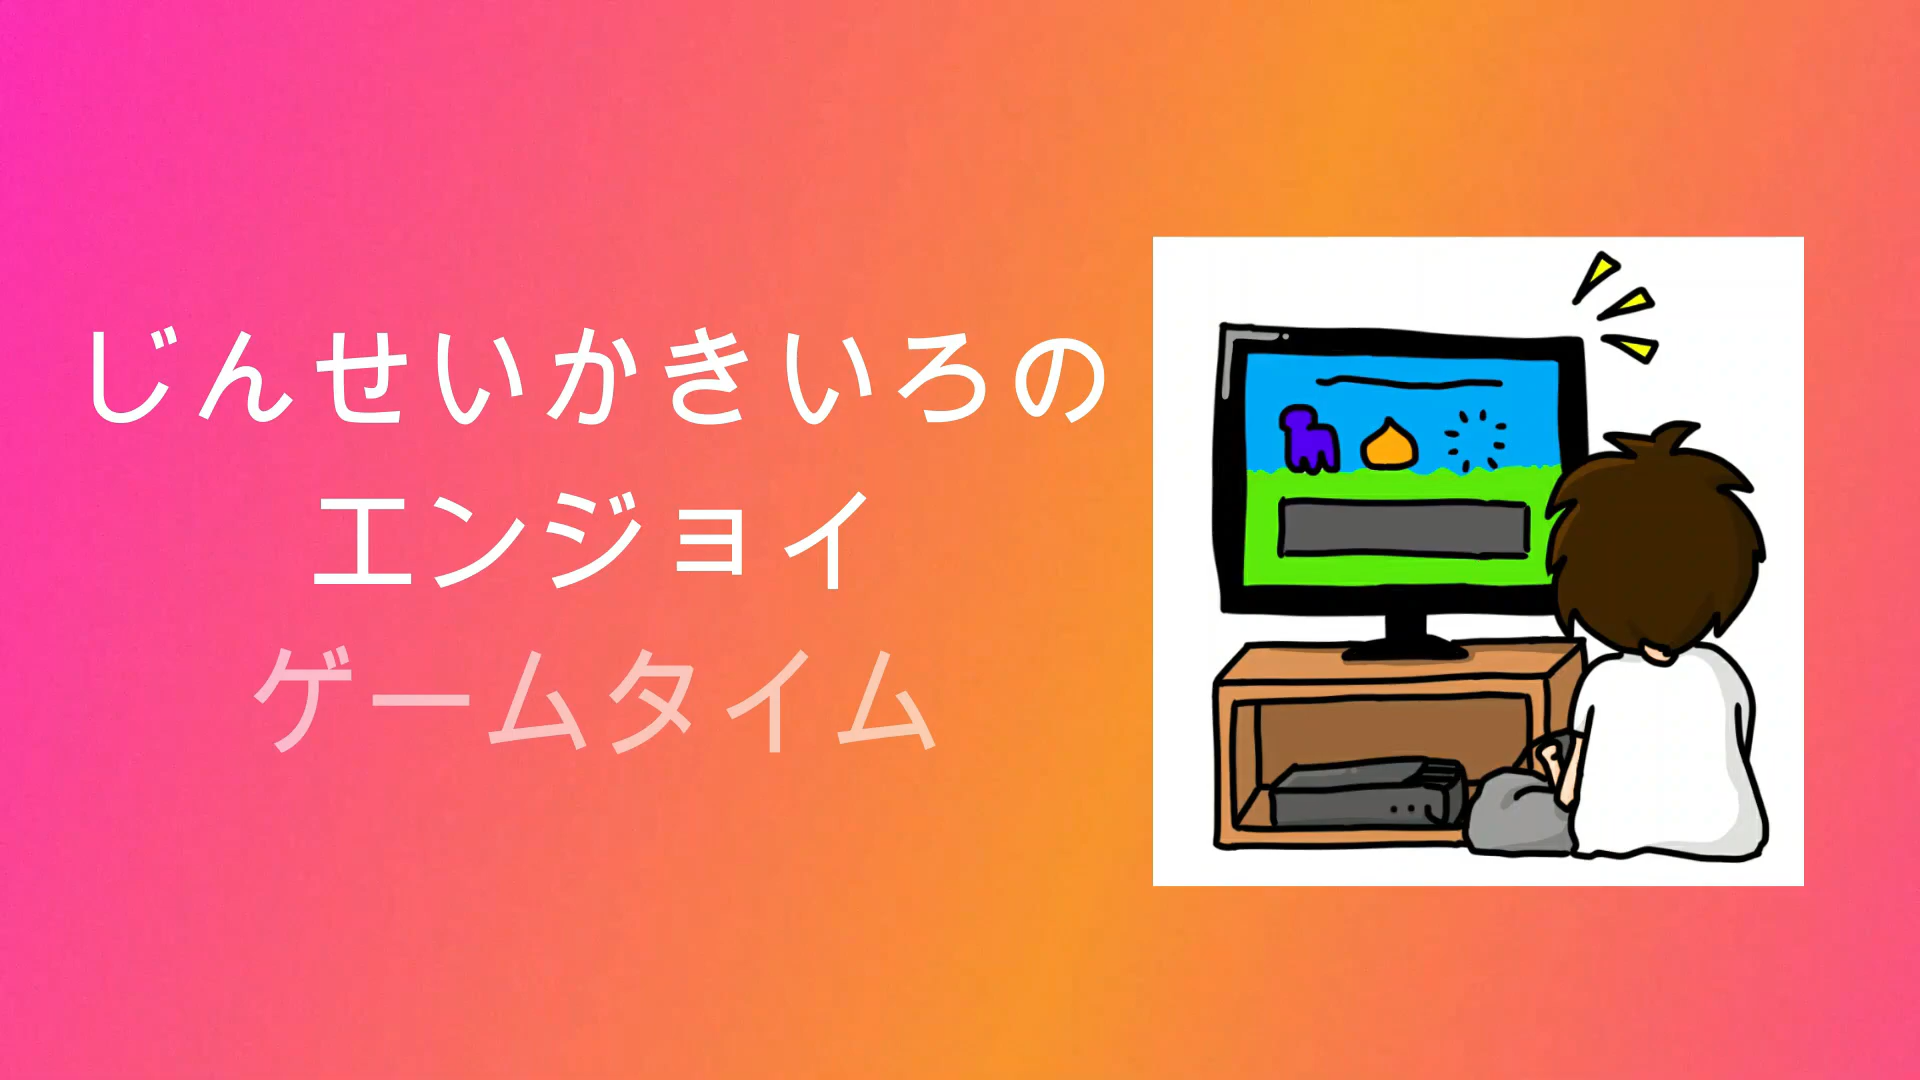 じんせいかきいろの
エンジョイ
ゲームタイム